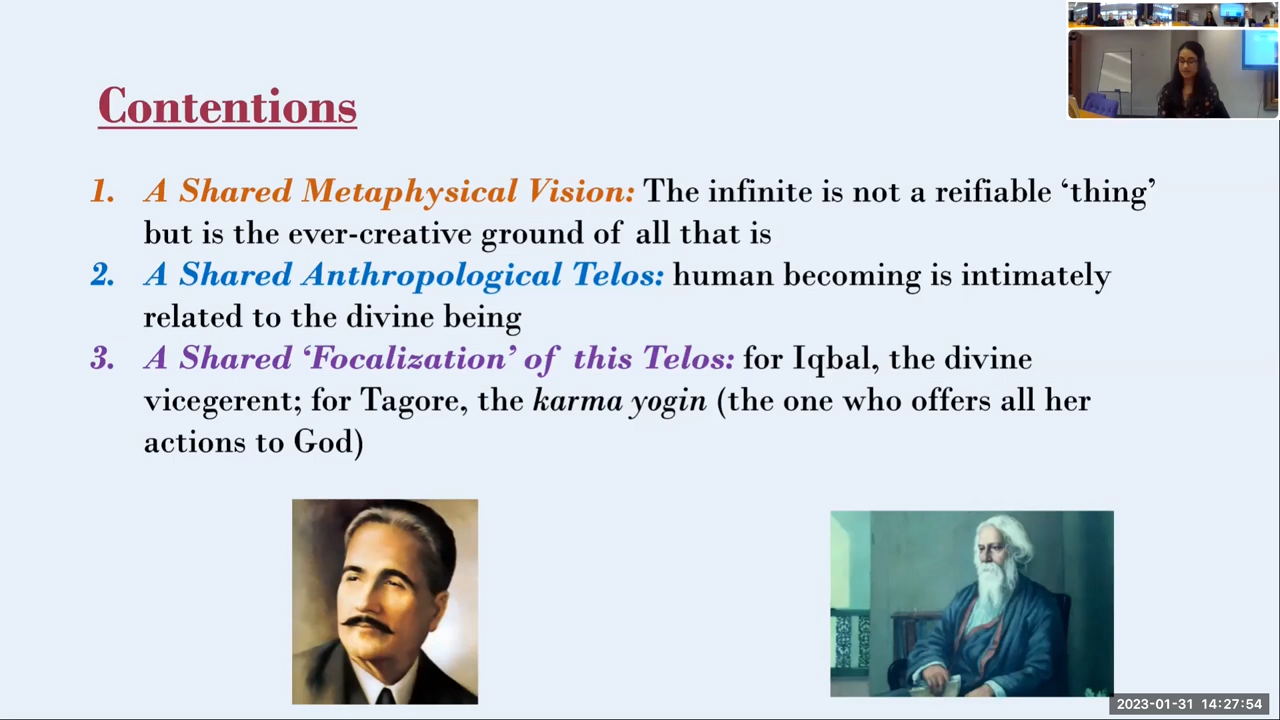 Contentions
1. A Shared Metaphysical Vision: The infinite is not a reifiable ‘thing’
but is the ever-creative ground of all that is
2. A Shared Anthropological Telos: human becoming is intimately
related to the divine being
3. A Shared ‘Focalization’ of this Telos: for Iqbal, the divine
vicegerent; for Tagore, the karma yogin (the one who offers all her
actions to God)
2023-01-31 14:27:54